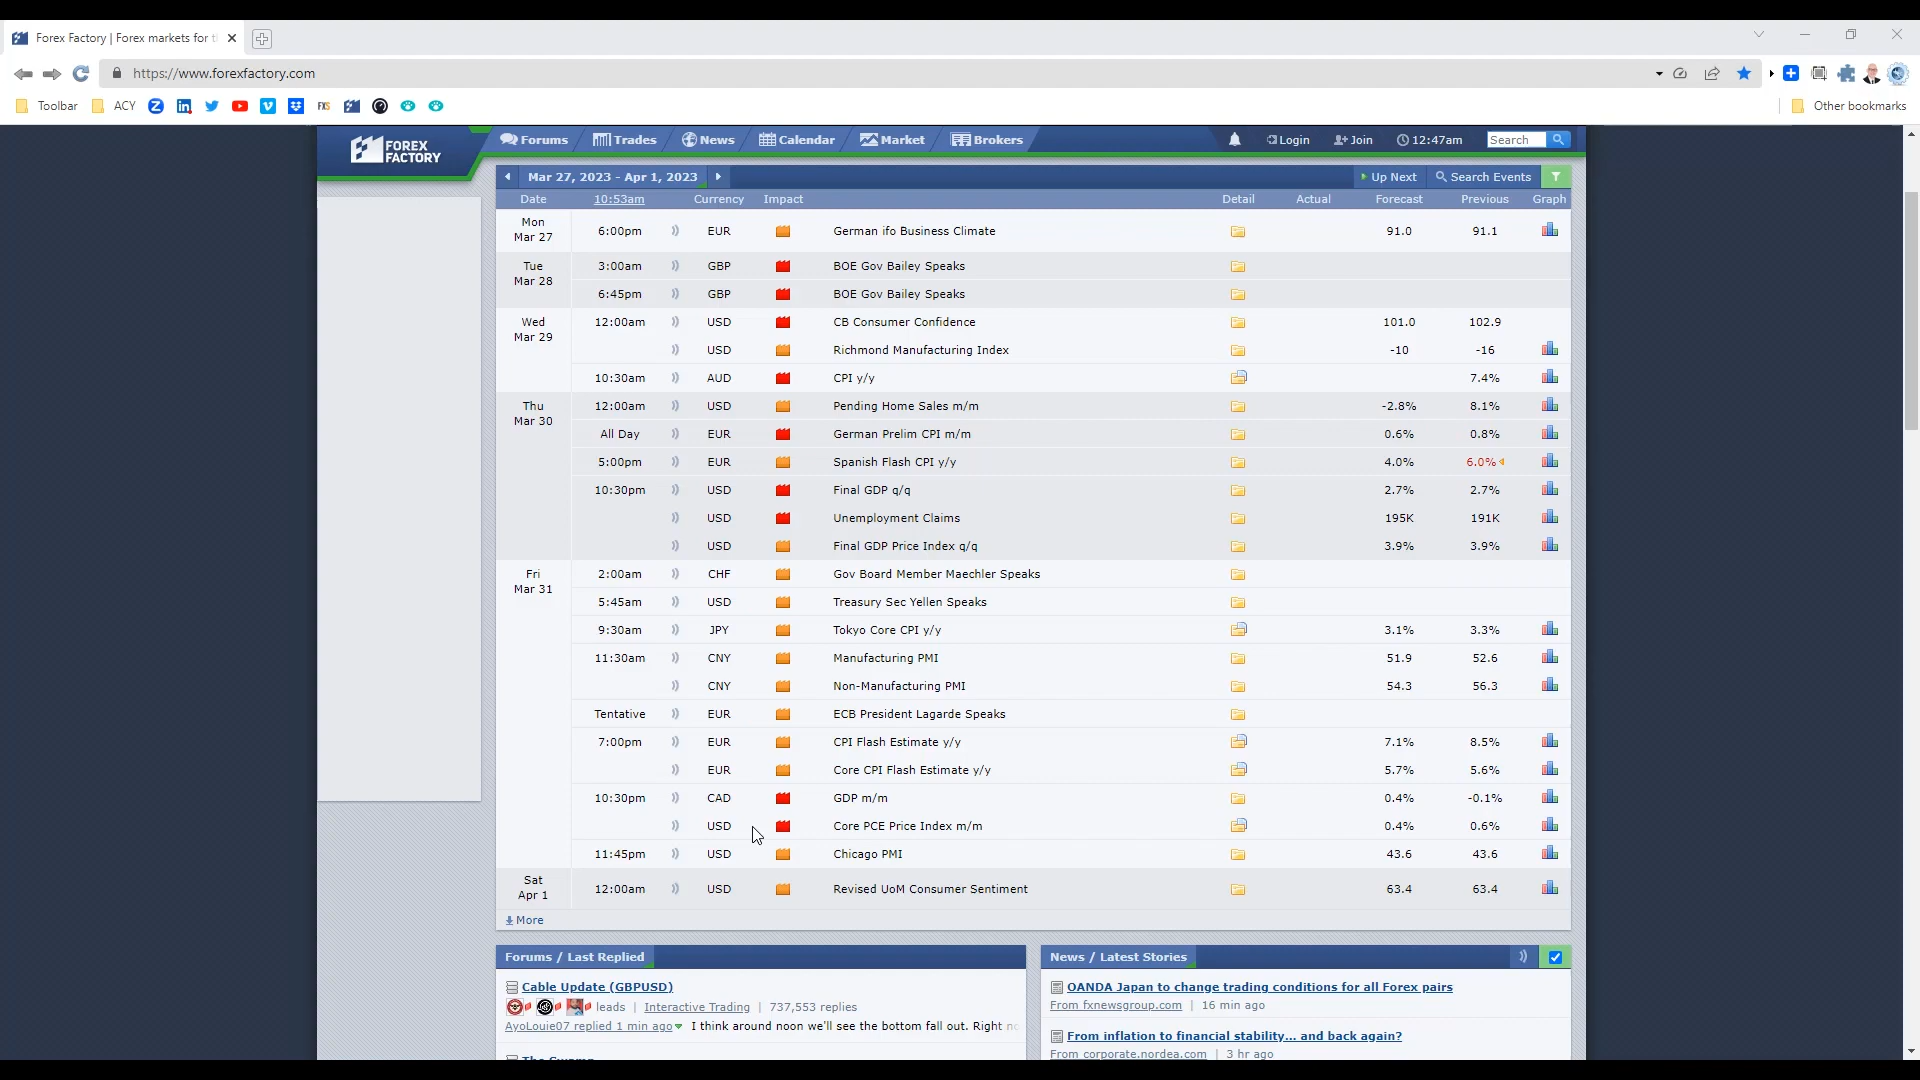 Forex Factory | Forex markets for t
https://www.forexfactory.com
Toolbar ACY FXS Other bookmarks
FOREX FACTORY Forums Trades News Calendar Market Brokers Login Join 12:47am Search
Mar 27, 2023 - Apr 1, 2023 Up Next Search Events
Date 10:53am Currency Impact Detail Actual Forecast Previous Graph
Mon Mar 27 6:00pm EUR German ifo Business Climate 91.0 91.1
Tue Mar 28 3:00am GBP BOE Gov Bailey Speaks
6:45pm GBP BOE Gov Bailey Speaks
Wed Mar 29 12:00am USD CB Consumer Confidence 101.0 102.9
USD Richmond Manufacturing Index -10 -16
10:30am AUD CPI y/y 7.4%
Thu Mar 30 12:00am USD Pending Home Sales m/m -2.8% 8.1%
All Day EUR German Prelim CPI m/m 0.6% 0.8%
5:00pm EUR Spanish Flash CPI y/y 4.0% 6.0%
10:30pm USD Final GDP q/q 2.7% 2.7%
USD Unemployment Claims 195K 191K
USD Final GDP Price Index q/q 3.9% 3.9%
Fri Mar 31 2:00am CHF Gov Board Member Maechler Speaks
5:45am USD Treasury Sec Yellen Speaks
9:30am JPY Tokyo Core CPI y/y 3.1% 3.3%
11:30am CNY Manufacturing PMI 51.9 52.6
CNY Non-Manufacturing PMI 54.3 56.3
Tentative EUR ECB President Lagarde Speaks
7:00pm EUR CPI Flash Estimate y/y 7.1% 8.5%
EUR Core CPI Flash Estimate y/y 5.7% 5.6%
10:30pm CAD GDP m/m 0.4% -0.1%
USD Core PCE Price Index m/m 0.4% 0.6%
11:45pm USD Chicago PMI 43.6 43.6
Sat Apr 1 12:00am USD Revised UoM Consumer Sentiment 63.4 63.4
More
Forums / Last Replied
Cable Update (GBPUSD)
leads | Interactive Trading | 737,553 replies
AyoLouie07 replied 1 min ago I think around noon we'll see the bottom fall out. Right
The Swamp
News / Latest Stories
OANDA Japan to change trading conditions for all Forex pairs
From fxnewsgroup.com | 16 min ago
From inflation to financial stability... and back again?
From corporate.nordea.com | 3 hr ago